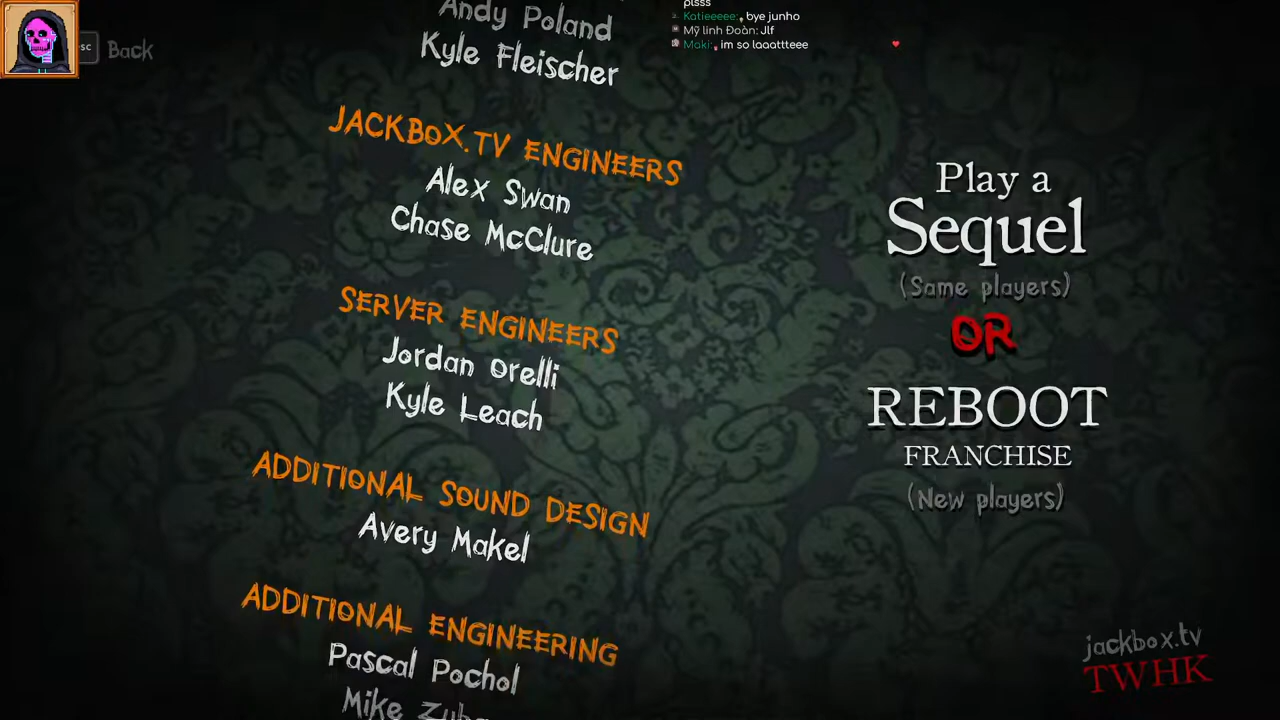 plsss
Katieeeee: bye junho
Mỹ linh Đoàn: Jlf
Maki: im so laaattteee
sc Back
Andy Poland
Kyle Fleischer
JACKBOX.TV ENGINEERS
Alex Swan
Chase McClure
SERVER ENGINEERS
Jordan Orelli
Kyle Leach
ADDITIONAL SOUND DESIGN
Avery Makel
ADDITIONAL ENGINEERING
Pascal Pochol
Mike
Play a
Sequel
(Same players)
OR
REBOOT
FRANCHISE
(New players)
jackbox.tv
TWHK